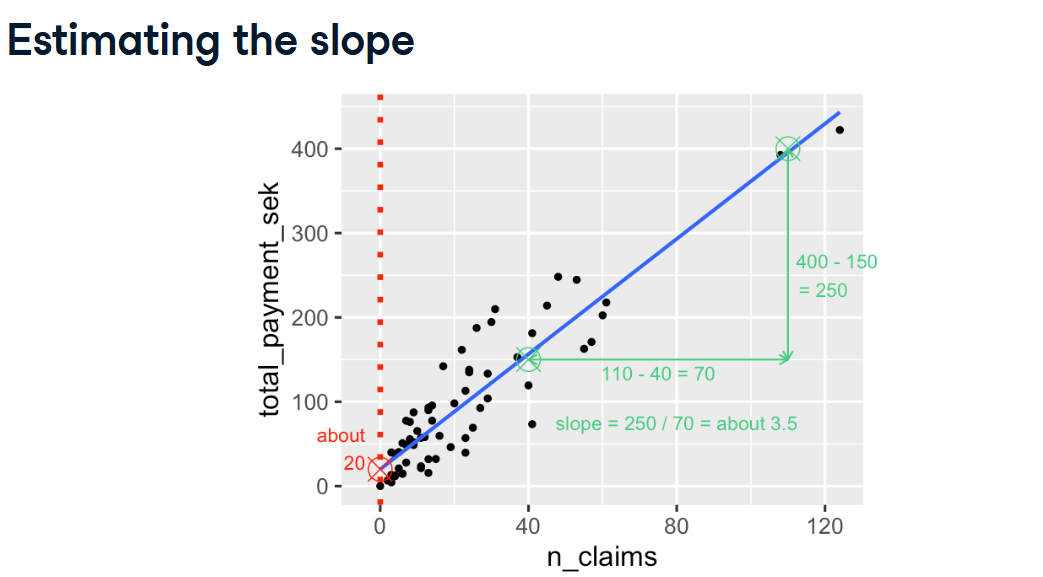 Estimating the slope
total_payment_sek
400
300
200
100
0
about
20
400 - 150
= 250
110 - 40 = 70
slope = 250 / 70 = about 3.5
0
40
80
120
n_claims